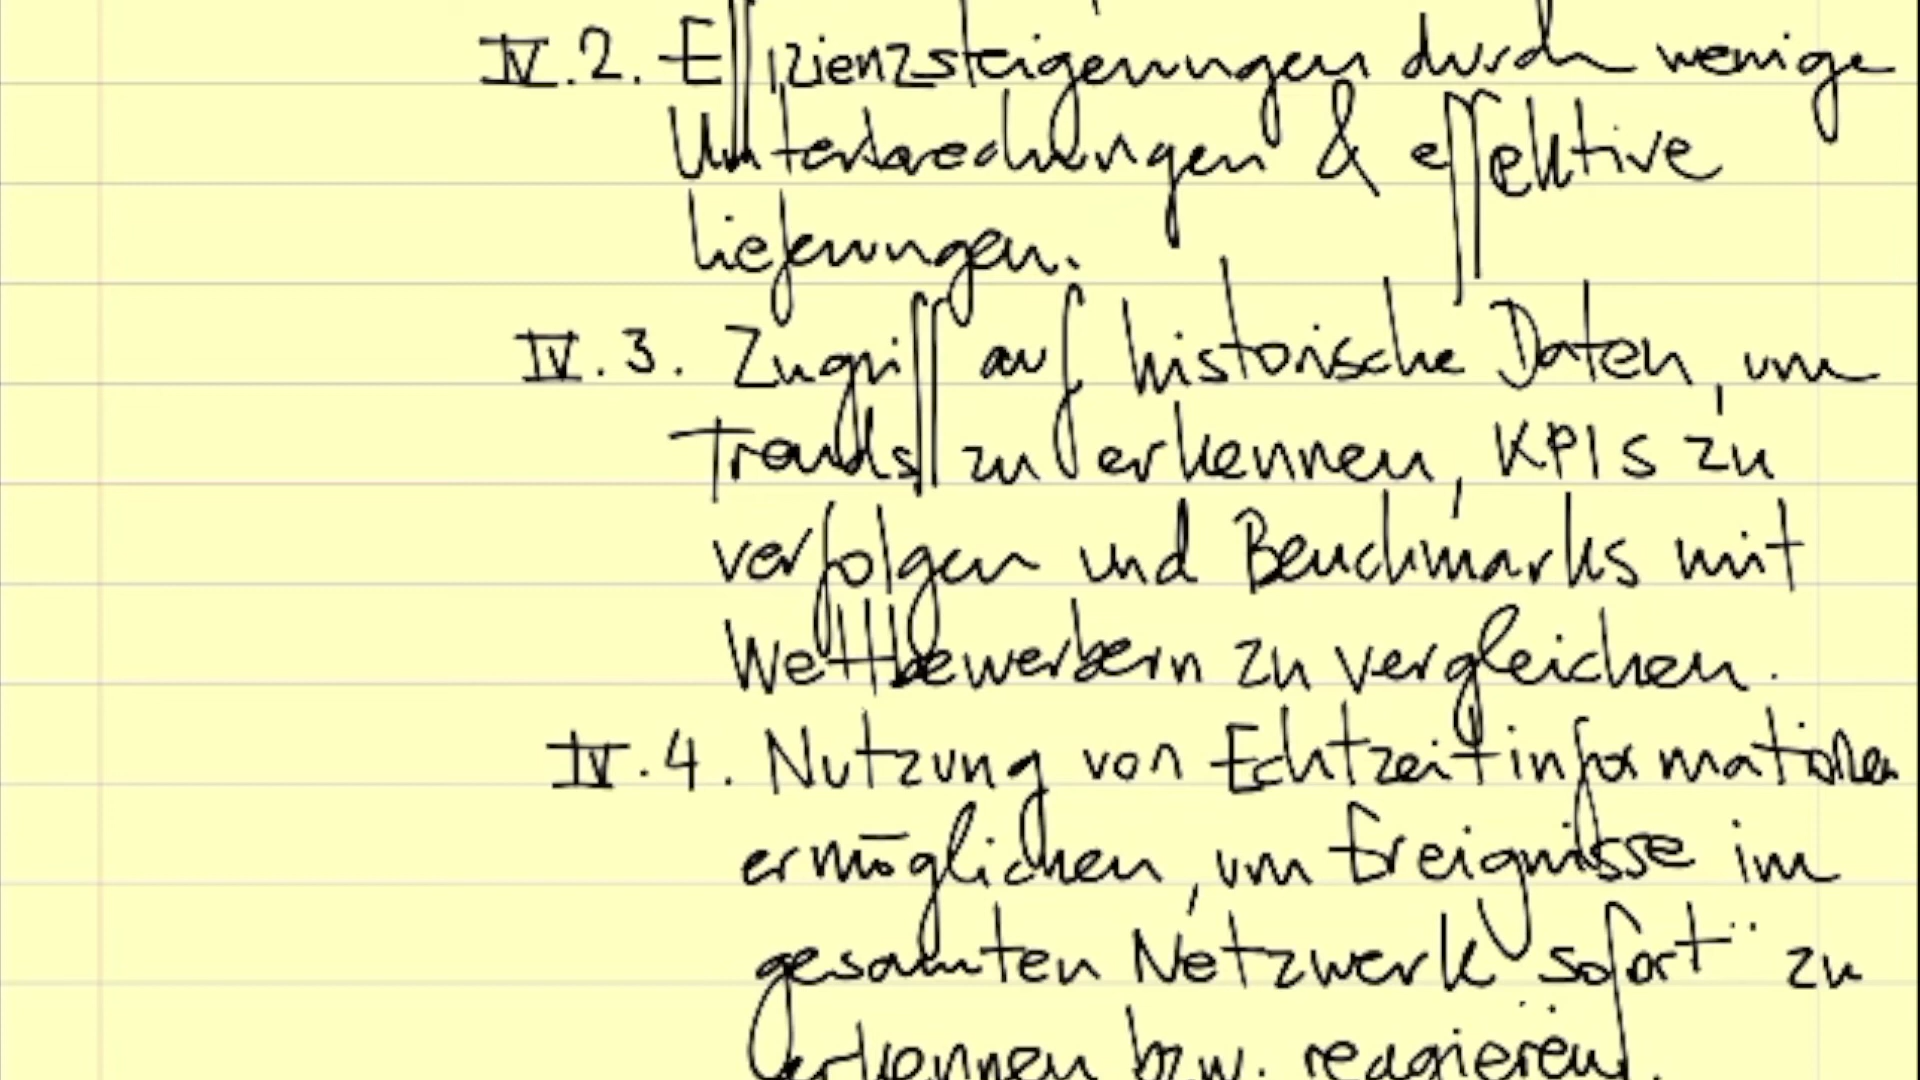 IV.2. Effizienzsteigerungen durch wenige
Unterbrechungen & effektive
Lieferungen.
IV.3. Zugriff auf historische Daten, um
Trends zu erkennen, KPIs zu
verfolgen und Benchmarks mit
Wettbewerbern zu vergleichen.
IV.4. Nutzung von Echtzeitinformationen
ermöglichen, um Ereignisse im
gesamten Netzwerk "sofort" zu
erkennen bzw. reagieren.